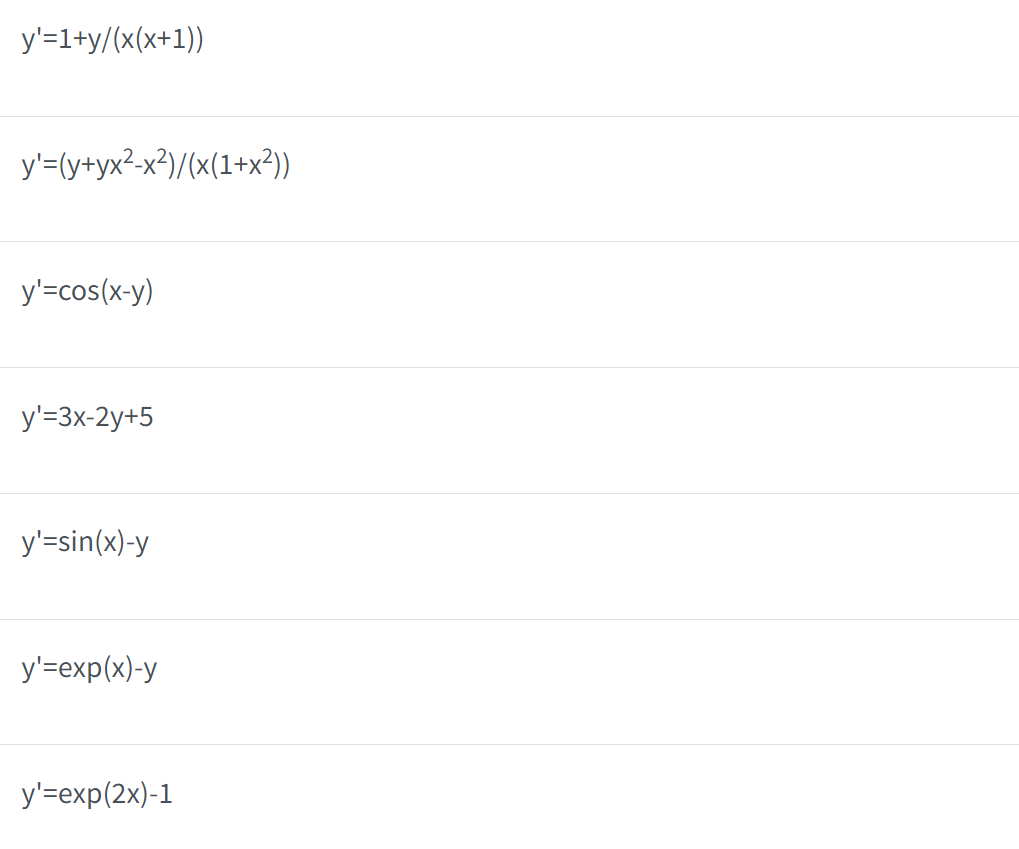 y'=1+y/(x(x+1))
y'=(y+yx²-x²)/(x(1+x²))
y'=cos(x-y)
y'=3x-2y+5
y'=sin(x)-y
y'=exp(x)-y
y'=exp(2x)-1